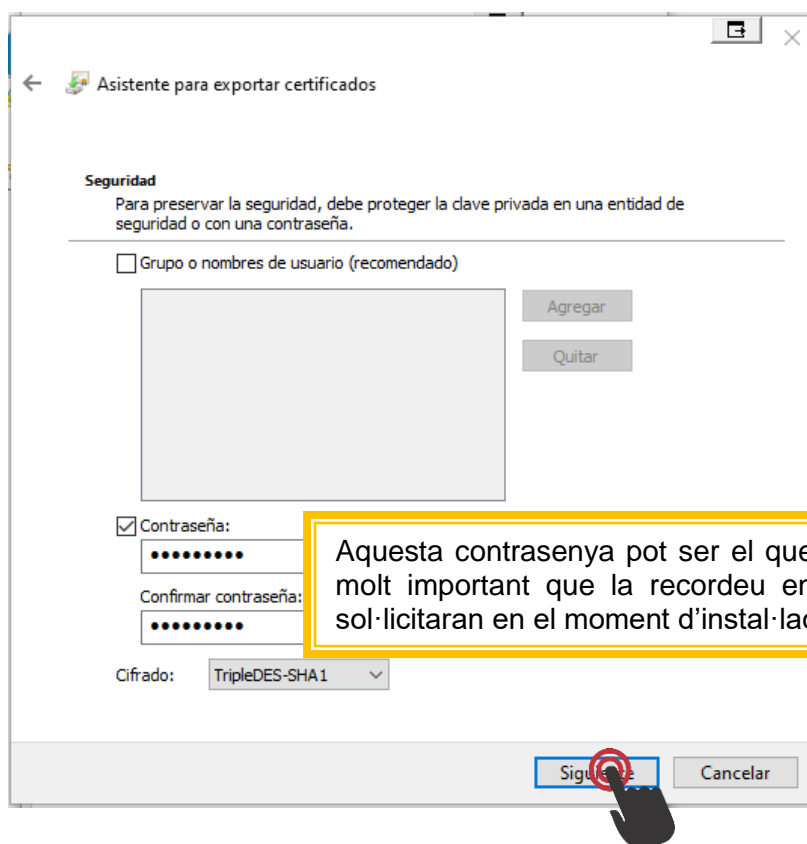 Asistente para exportar certificados
Seguridad
Para preservar la seguridad, debe proteger la clave privada en una entidad de
seguridad o con una contraseña.
Grupo o nombres de usuario (recomendado)
Agregar
Quitar
Contraseña:
•••••••••
Aquesta contrasenya pot ser el que
molt important que la recordeu
sol·licitaran en el moment
Confirmar contraseña:
•••••••••
Cifrado: TripleDES-SHA1
Cancelar